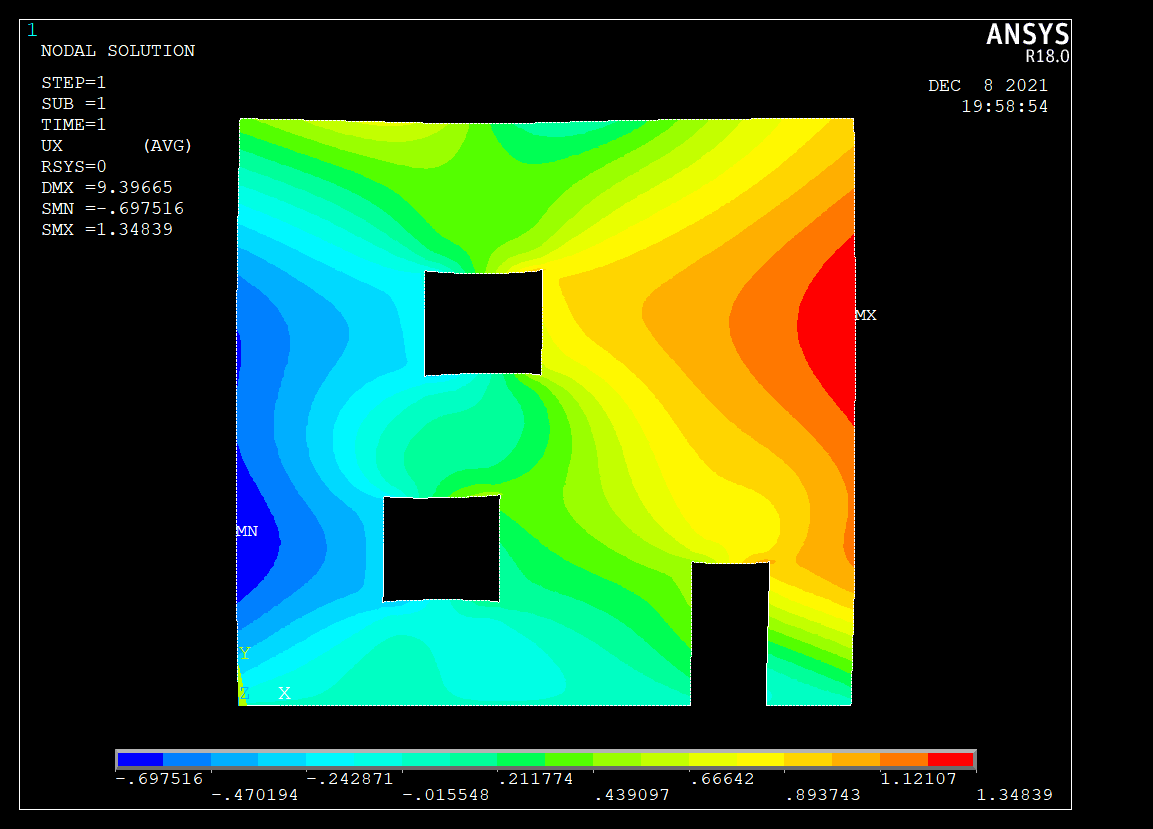 1
NODAL SOLUTION
STEP=1
SUB =1
TIME=1
UX (AVG)
RSYS=0
DMX =9.39665
SMN =-.697516
SMX =1.34839
ANSYS
R18.0
DEC 8 2021
19:58:54
MX
MN
Y
Z X
-.697516 -.242871 .211774 .66642 1.12107
-.470194 -.015548 .439097 .893743 1.34839